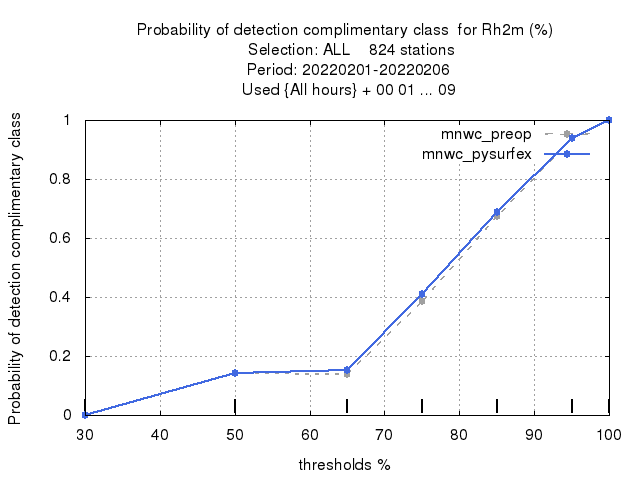 Probability of detection complimentary class  for Rh2m (%)
Selection: ALL    824 stations
Period: 20220201-20220206
Used {All hours} + 00 01 ... 09
Probability of detection complimentary class
1
0.8
0.6
0.4
0.2
0
mnwc_preop
mnwc_pysurfex
30 40 50 60 70 80 90 100
thresholds %